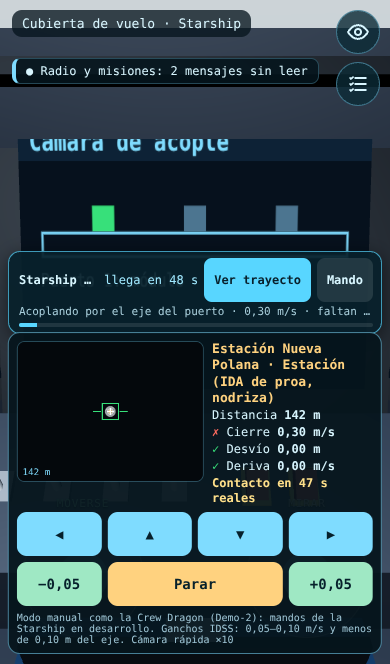 Cubierta de vuelo · Starship
● Radio y misiones: 2 mensajes sin leer
Cámara de acople
Starship … llega en 48 s Ver trayecto Mando
Acoplando por el eje del puerto · 0,30 m/s · faltan …
Estación Nueva
Polana · Estación
(IDA de proa,
nodriza)
Distancia 142 m
✗ Cierre 0,30 m/s
✓ Desvío 0,00 m
✓ Deriva 0,00 m/s
Contacto en 47 s
reales
142 m
◄ ▲ ▼ ►
−0,05 Parar +0,05
Modo manual como la Crew Dragon (Demo-2): mandos de la
Starship en desarrollo. Ganchos IDSS: 0,05–0,10 m/s y menos
de 0,10 m del eje. Cámara rápida ×10